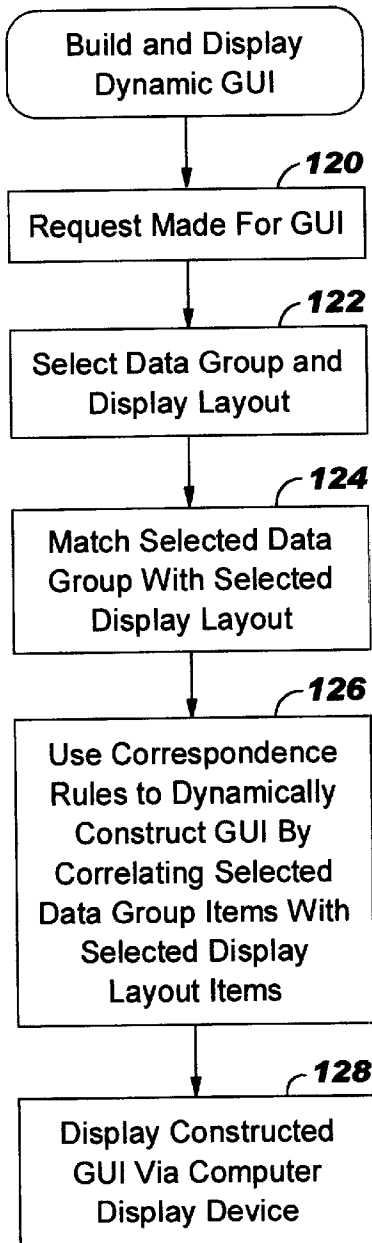 Build and Display
Dynamic GUI
120
Request Made For GUI
122
Select Data Group and
Display Layout
124
Match Selected Data
Group With Selected
Display Layout
126
Use Correspondence
Rules to Dynamically
Construct GUI By
Correlating Selected
Data Group Items With
Selected Display
Layout Items
128
Display Constructed
GUI Via Computer
Display Device